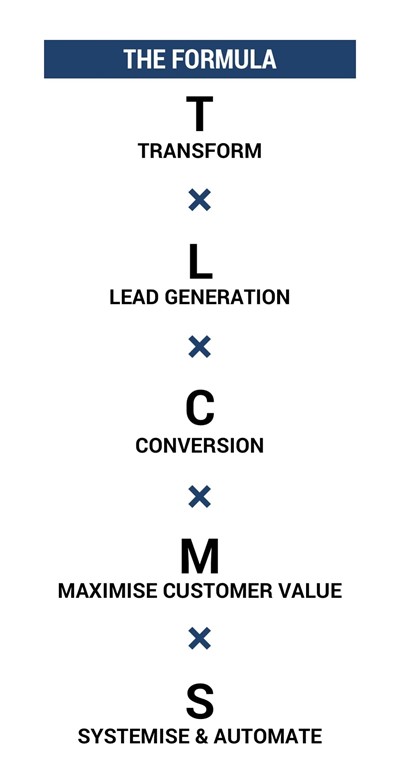 THE FORMULA
T
TRANSFORM
×
L
LEAD GENERATION
×
C
CONVERSION
×
M
MAXIMISE CUSTOMER VALUE
×
S
SYSTEMISE & AUTOMATE